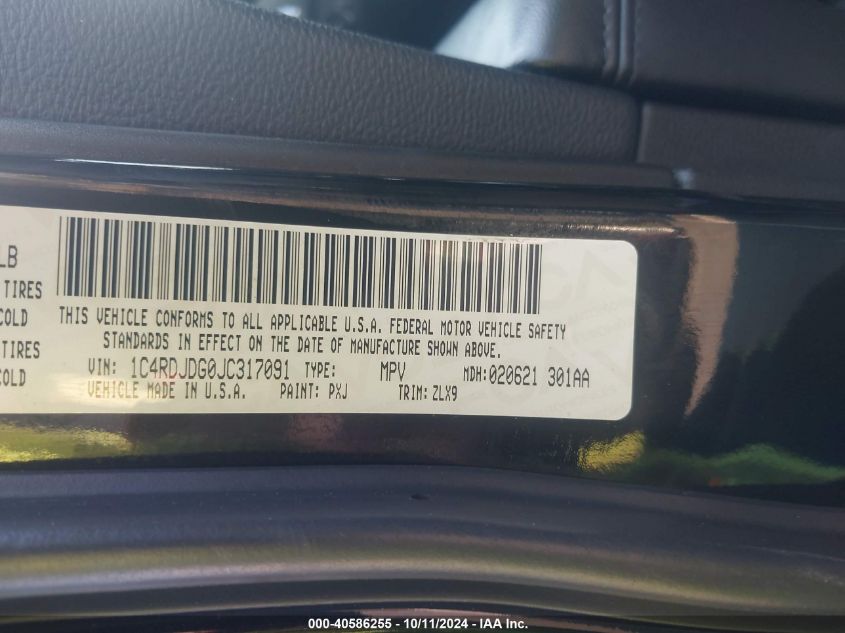 LB
TIRES
COLD
TIRES
COLD
THIS VEHICLE CONFORMS TO ALL APPLICABLE U.S.A. FEDERAL MOTOR VEHICLE SAFETY
STANDARDS IN EFFECT ON THE DATE OF MANUFACTURE SHOWN ABOVE.
VIN: 1C4RDJDG0JC317091 TYPE: MPV MDH: 020621 301AA
VEHICLE MADE IN U.S.A. PAINT: PXJ TRIM: ZLX9
000-40586255 - 10/11/2024 - IAA Inc.